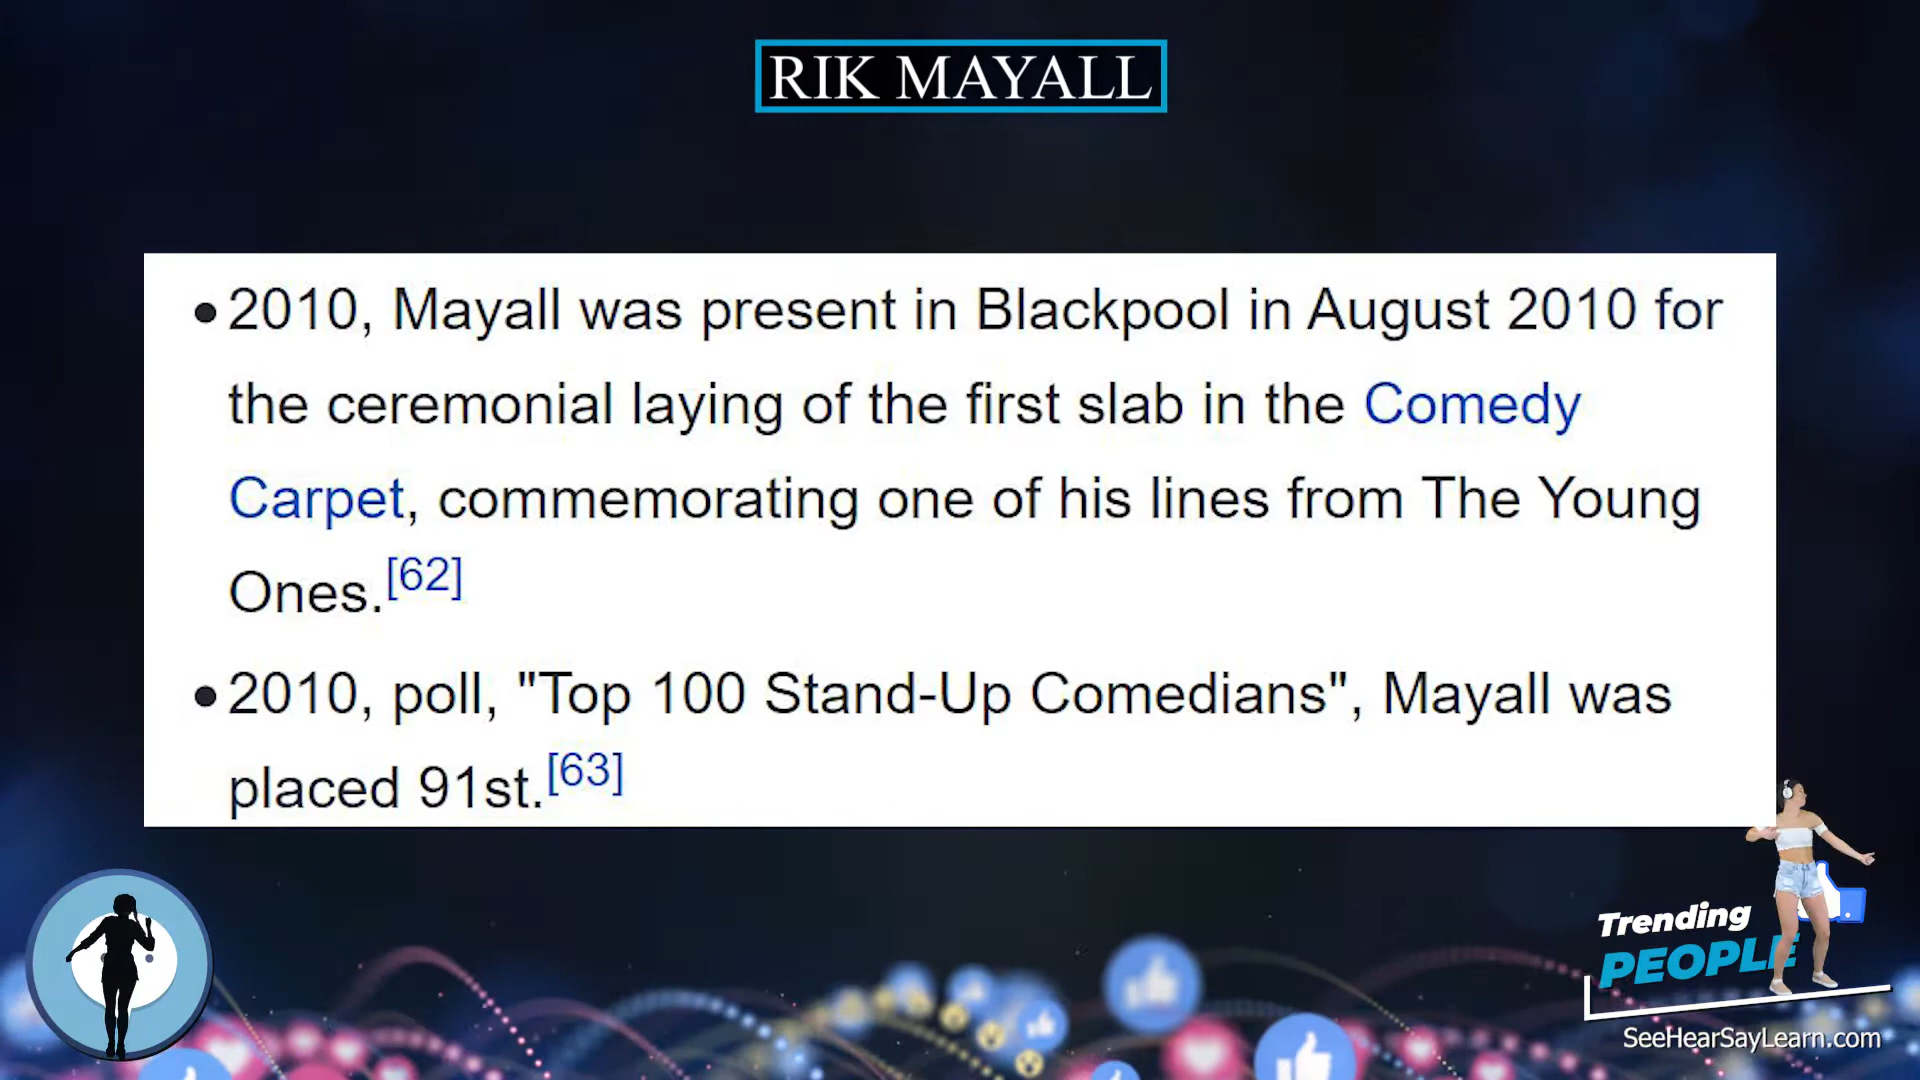 RIK MAYALL
• 2010, Mayall was present in Blackpool in August 2010 for
the ceremonial laying of the first slab in the Comedy
Carpet, commemorating one of his lines from The Young
Ones.[62]
• 2010, poll, "Top 100 Stand-Up Comedians", Mayall was
placed 91st.[63]
Trending
PEOPLE
SeeHearSayLearn.com